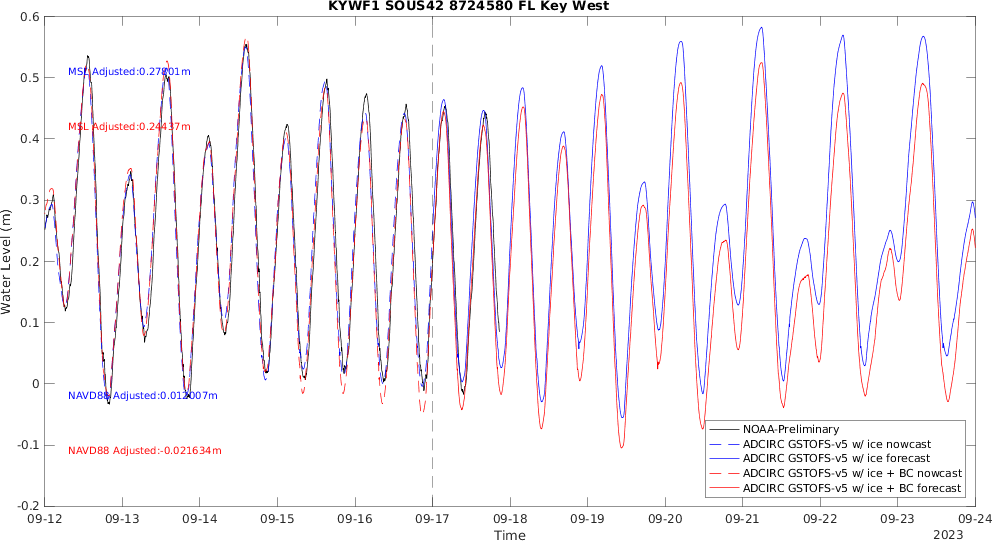 KYWF1 SOUS42 8724580 FL Key West
0.6
0.5
0.4
0.3
0.2
0.1
0
-0.1
-0.2
Water Level (m)
MSL Adjusted:0.27801m
MSL Adjusted:0.24437m
NAVD88 Adjusted:0.012007m
NAVD88 Adjusted:-0.021634m
NOAA-Preliminary
ADCIRC GSTOFS-v5 w/ ice nowcast
ADCIRC GSTOFS-v5 w/ ice forecast
ADCIRC GSTOFS-v5 w/ ice + BC nowcast
ADCIRC GSTOFS-v5 w/ ice + BC forecast
09-12 09-13 09-14 09-15 09-16 09-17 09-18 09-19 09-20 09-21 09-22 09-23 09-24
Time
2023